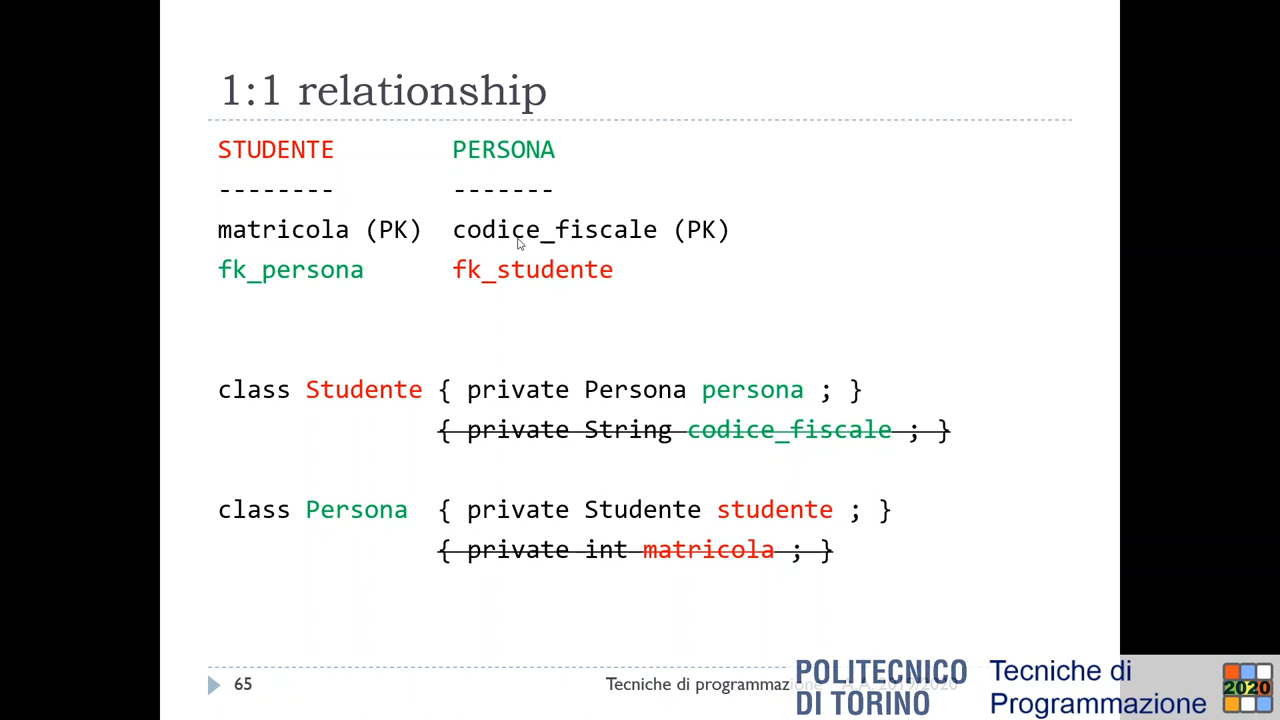 1:1 relationship
STUDENTE PERSONA
-------- -------
matricola (PK) codice_fiscale (PK)
fk_persona fk_studente
class Studente { private Persona persona ; }
{ private String codice_fiscale ; }
class Persona { private Studente studente ; }
{ private int matricola ; }
65 Tecniche di programmazione A.A. 2019/2020
POLITECNICO
DI TORINO
Tecniche di
Programmazione
2020